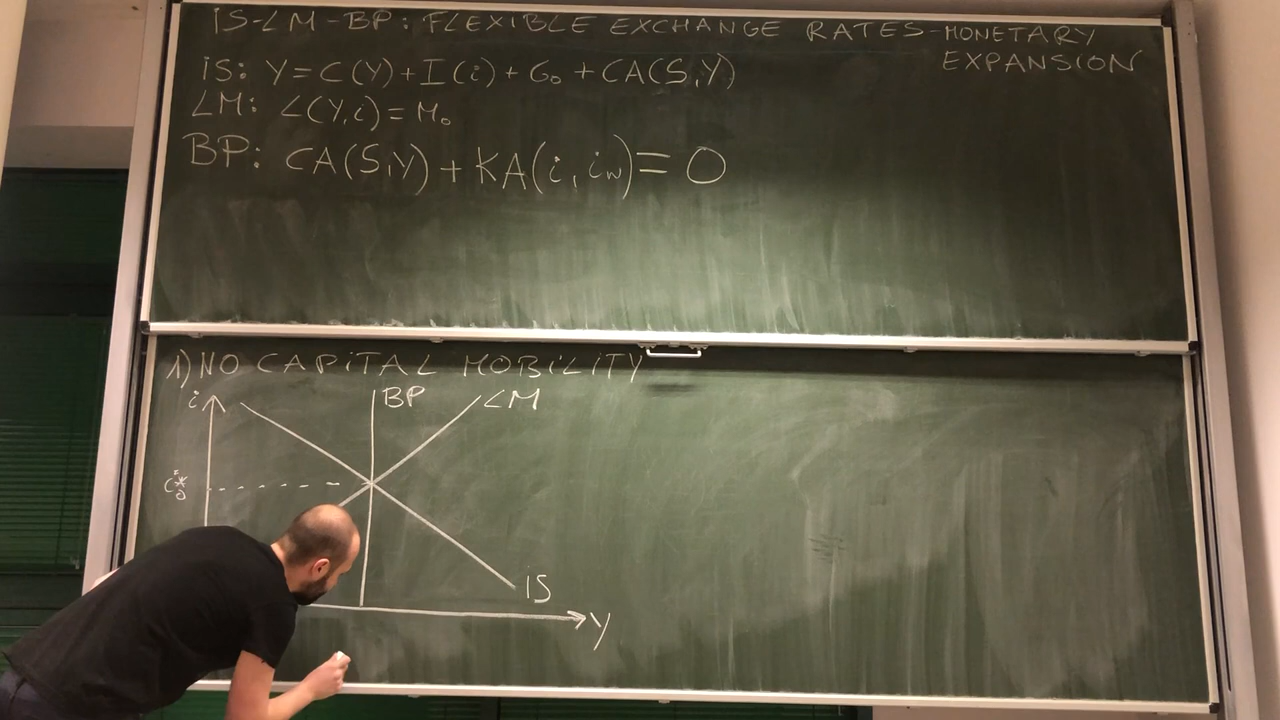 IS-LM-BP: FLEXIBLE EXCHANGE RATES-MONETARY
EXPANSION
IS: Y=C(Y)+I(i)+G₀+CA(S,Y)
LM: L(Y,i)=M₀
BP: CA(S,Y)+KA(i,iw)=0
1) NO CAPITAL MOBILITY
i
BP
LM
i₀*
IS
Y